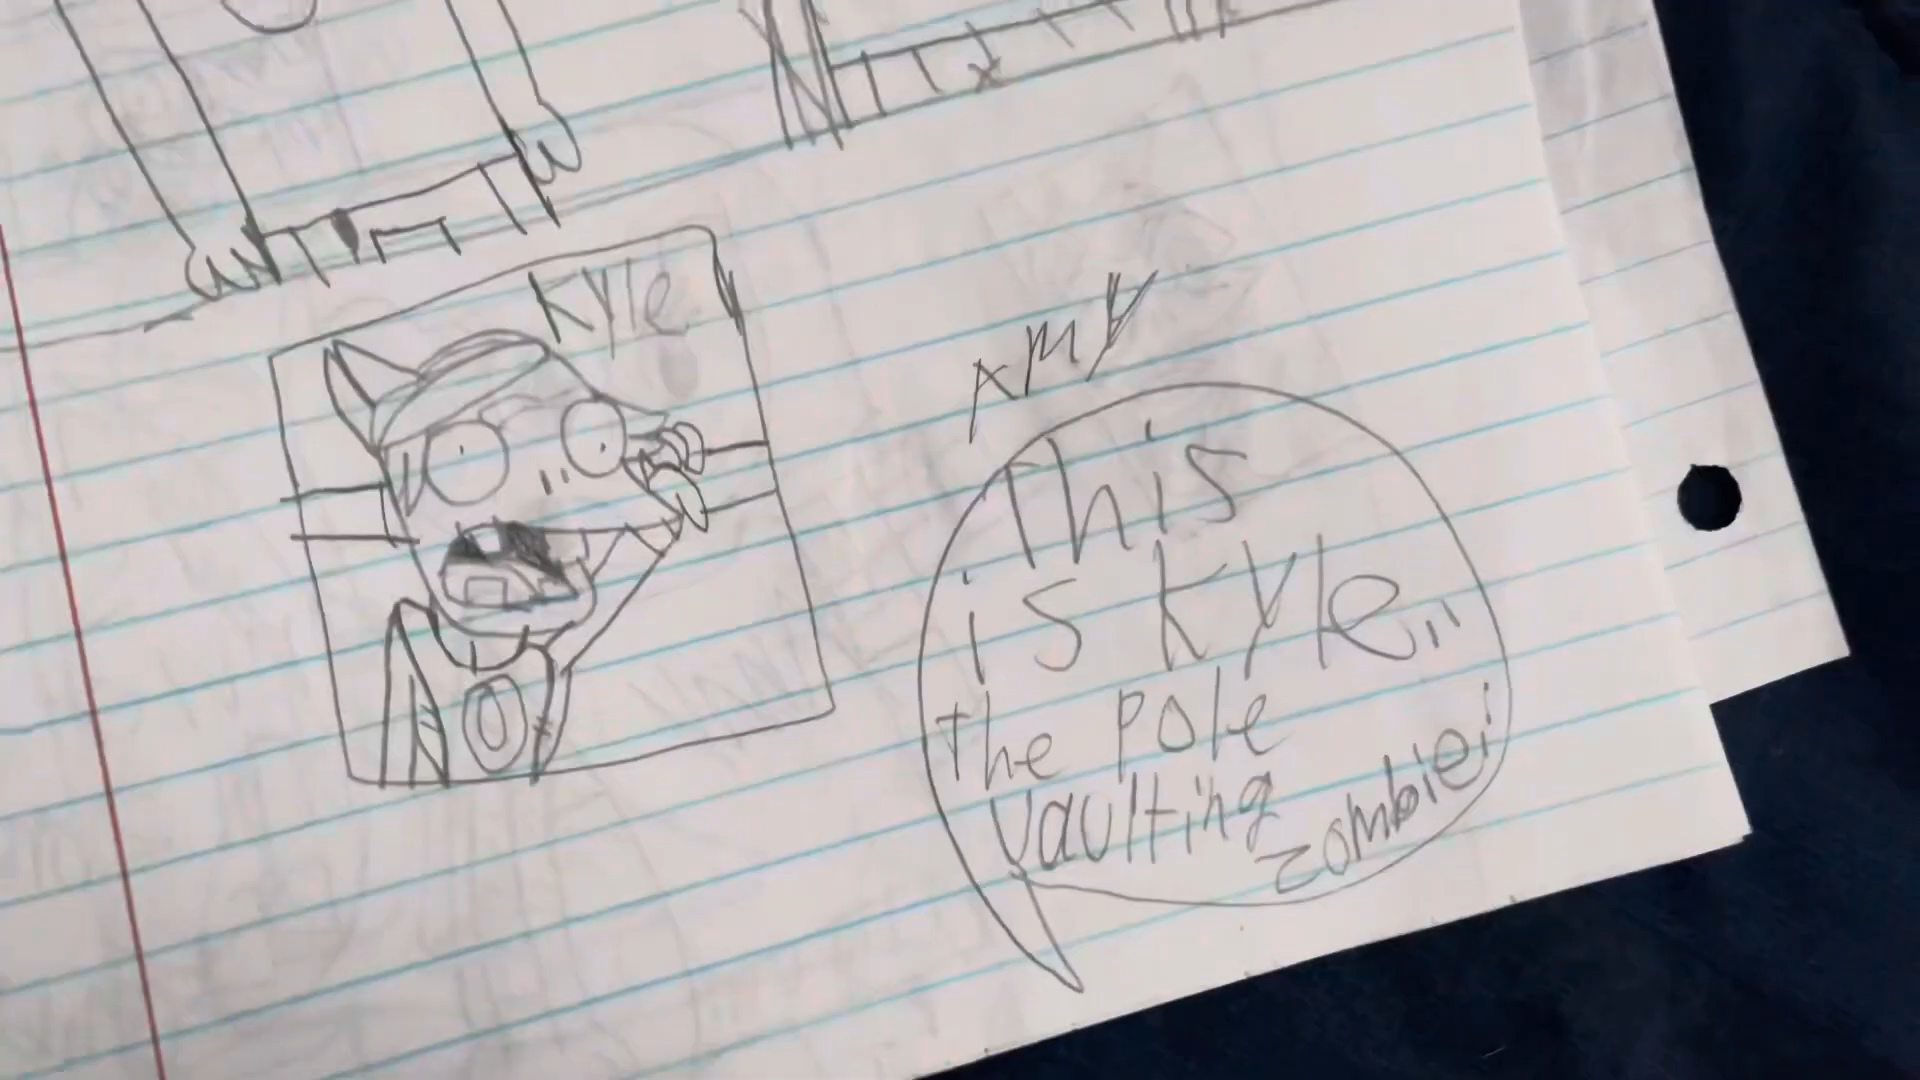 Kyle
AMY
This
is Kyle..
the pole
vaulting
zombie!